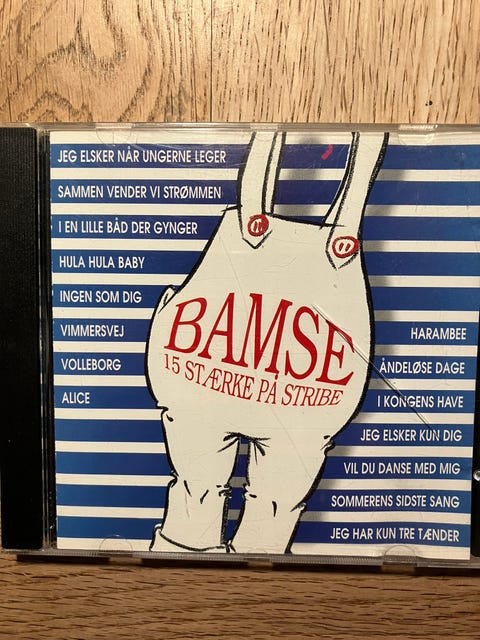 JEG ELSKER NÅR UNGERNE LEGER
SAMMEN VENDER VI STRØMMEN
I EN LILLE BÅD DER GYNGER
HULA HULA BABY
INGEN SOM DIG
VIMMERSVEJ
VOLLEBORG
ALICE
BAMSE
15 STÆRKE PÅ STRIBE
HARAMBEE
ÅNDELØSE DAGE
I KONGENS HAVE
JEG ELSKER KUN DIG
VIL DU DANSE MED MIG
SOMMERENS SIDSTE SANG
JEG HAR KUN TRE TÆNDER